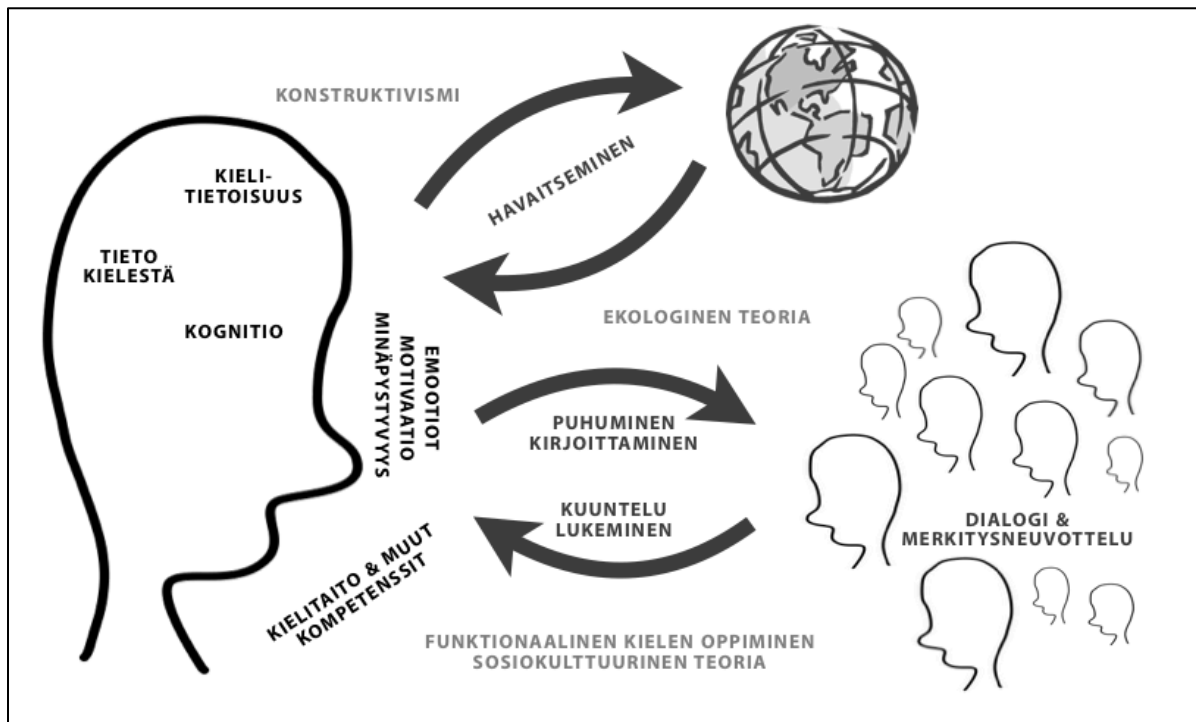 KONSTRUKTIVISMI
HAVAITSEMINEN
KIELI-
TIETOISUUS
TIETO
KIELESTÄ
KOGNITIO
EMOOTIOT
MOTIVAATIO
MINÄPYSTYVYYS
EKOLOGINEN TEORIA
PUHUMINEN
KIRJOITTAMINEN
KUUNTELU
LUKEMINEN
DIALOGI &
MERKITYSNEUVOTTELU
KIELITAITO & MUUT
KOMPETENSSIT
FUNKTIONAALINEN KIELEN OPPIMINEN
SOSIOKULTTUURINEN TEORIA